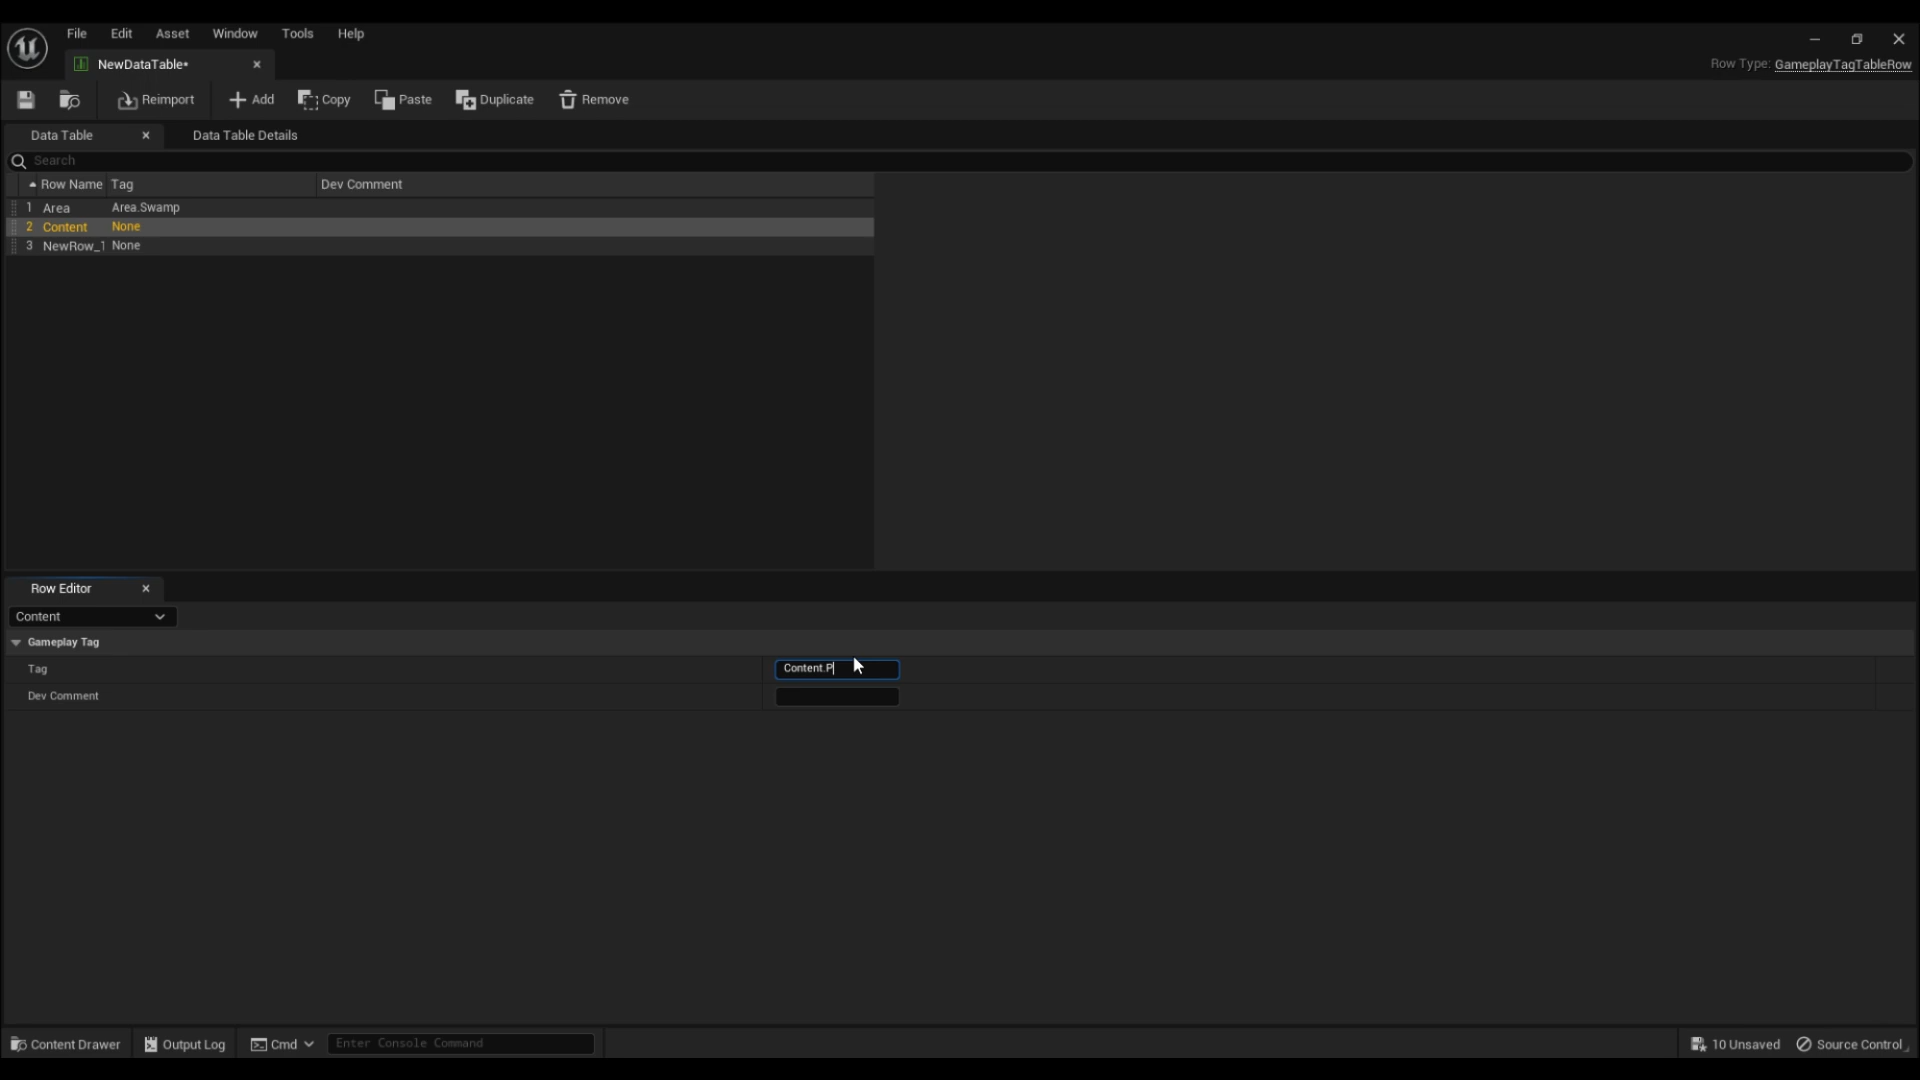 File Edit Asset Window Tools Help
NewDataTable•
Row Type: GameplayTagTableRow
Reimport Add Copy Paste Duplicate Remove
Data Table Data Table Details
Search
Row Name Tag Dev Comment
1 Area Area.Swamp
2 Content None
3 NewRow_1 None
Row Editor
Content
Gameplay Tag
Tag Content.P
Dev Comment
Content Drawer Output Log Cmd Enter Console Command 10 Unsaved Source Control